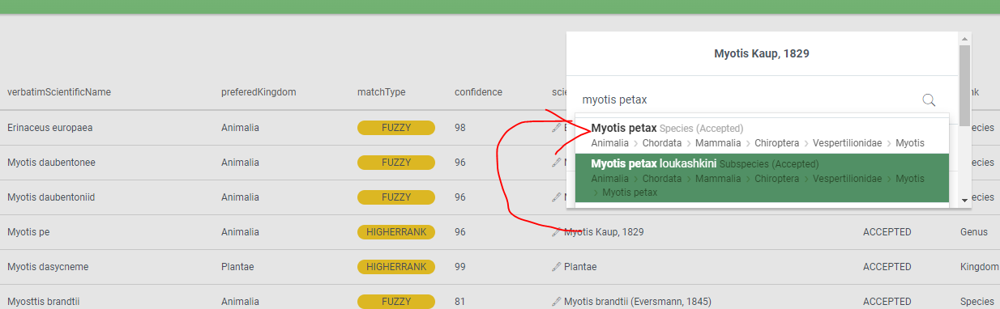 Myotis Kaup, 1829
verbatimScientificName preferedKingdom matchType confidence scie nk
myotis petax
Erinaceus europaea Animalia FUZZY 98 E ecies
Myotis petax Species (Accepted)
Animalia › Chordata › Mammalia › Chiroptera › Vespertilionidae › Myotis
Myotis daubentonee Animalia FUZZY 96 ecies
Myotis petax loukashkini Subspecies (Accepted)
Animalia › Chordata › Mammalia › Chiroptera › Vespertilionidae › Myotis
› Myotis petax
Myotis daubentoniid Animalia FUZZY 96 ecies
Myotis pe Animalia HIGHERRANK 96 Myotis Kaup, 1829 ACCEPTED Genus
Myotis dasycneme Plantae HIGHERRANK 99 Plantae ACCEPTED Kingdom
Myosttis brandtii Animalia FUZZY 81 Myotis brandtii (Eversmann, 1845) ACCEPTED Species